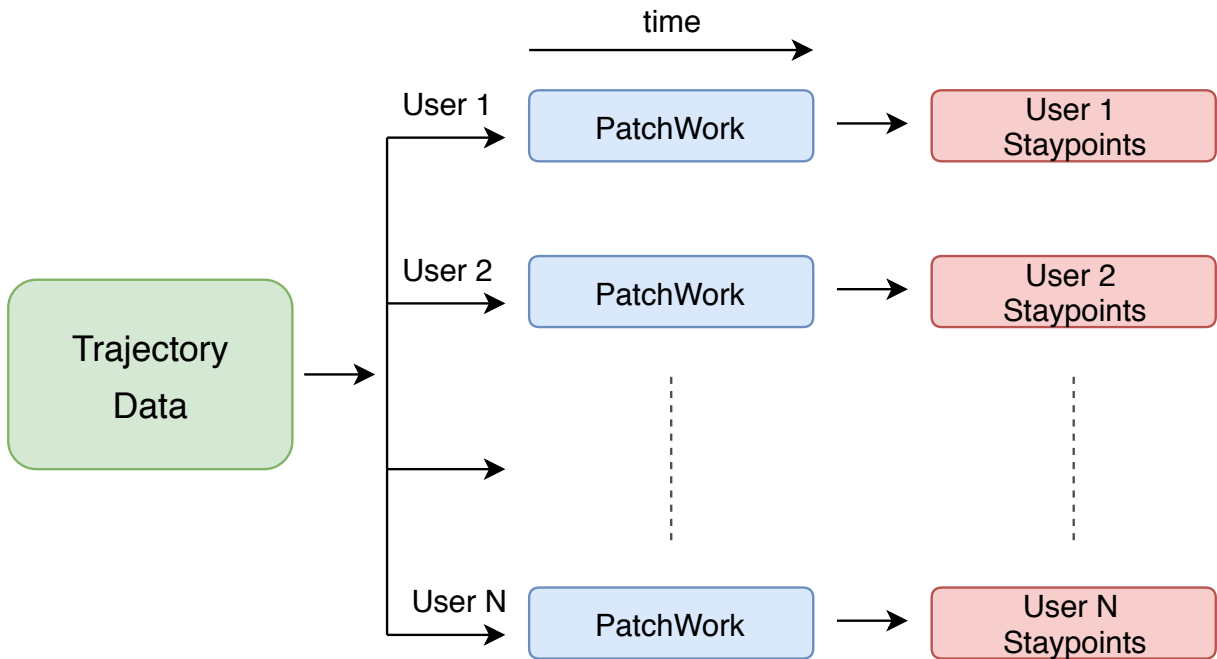 time
User 1
PatchWork
User 1
Staypoints
User 2
PatchWork
User 2
Staypoints
Trajectory
Data
User N
PatchWork
User N
Staypoints